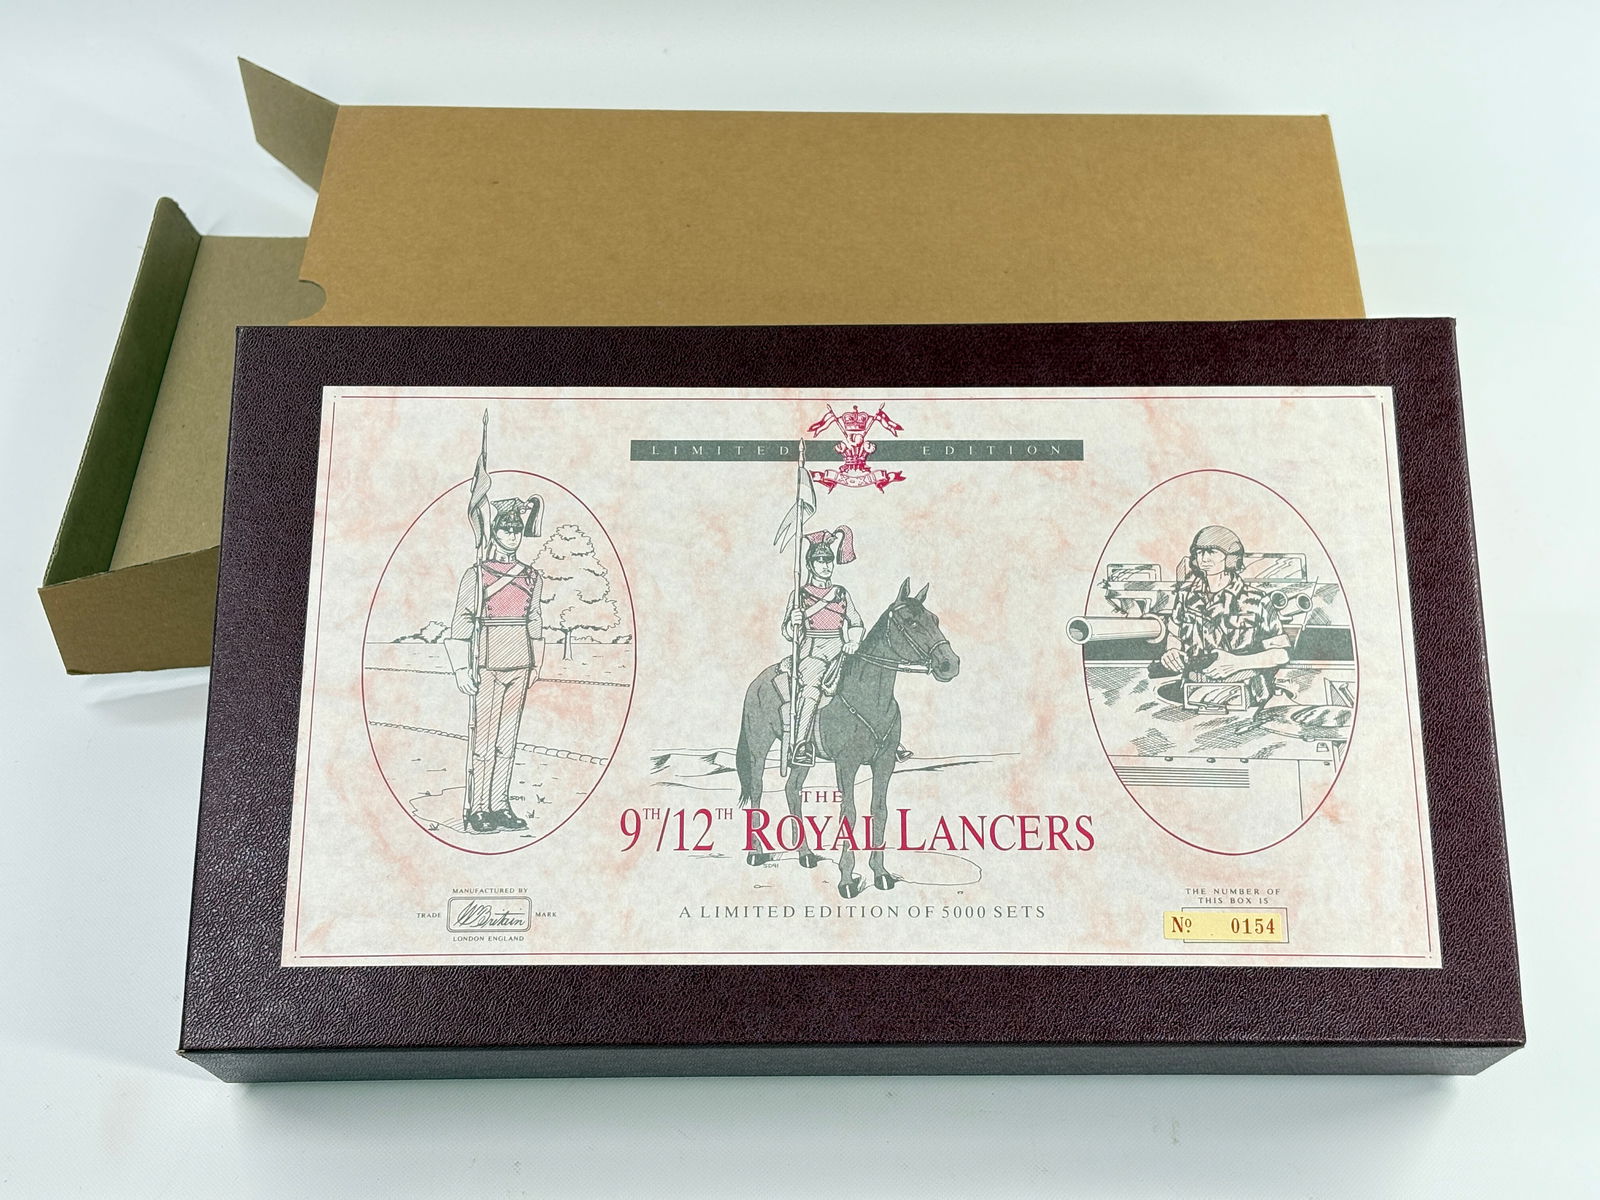 LIMITED EDITION
THE
9TH/12TH ROYAL LANCERS
A LIMITED EDITION OF 5000 SETS
MANUFACTURED BY
TRADE W Britain MARK
LONDON ENGLAND
THE NUMBER OF
THIS BOX IS
Nº 0154